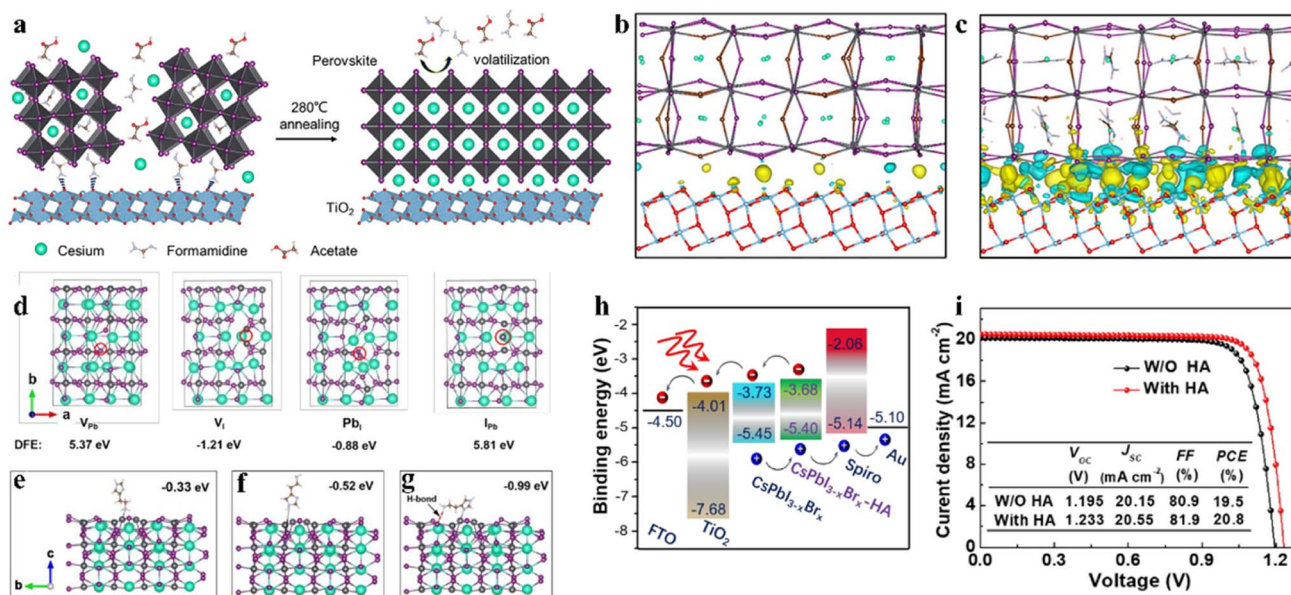 a
Perovskite
volatilization
280℃
annealing
TiO2
Cesium
Formamidine
Acetate
b
c
d
b
a
VPb
VI
PbI
IPb
DFE:
5.37 eV
-1.21 eV
-0.88 eV
5.81 eV
e
-0.33 eV
f
-0.52 eV
g
-0.99 eV
H-bond
c
b
h
Binding energy (eV)
-2
-3
-4
-5
-6
-7
-8
-4.50
-4.01
-7.68
-3.73
-5.45
-3.68
-5.40
-2.06
-5.14
-5.10
FTO
TiO2
CsPbI3-xBrx
CsPbI3-xBrx-HA
Spiro
Au
i
Curent density (mA cm-2)
20
16
12
8
4
0
W/O HA
With HA
VOC JSC FF PCE
(V) (mA cm-2) (%) (%)
W/O HA 1.195 20.15 80.9 19.5
With HA 1.233 20.55 81.9 20.8
0.0 0.3 0.6 0.9 1.2
Voltage (V)